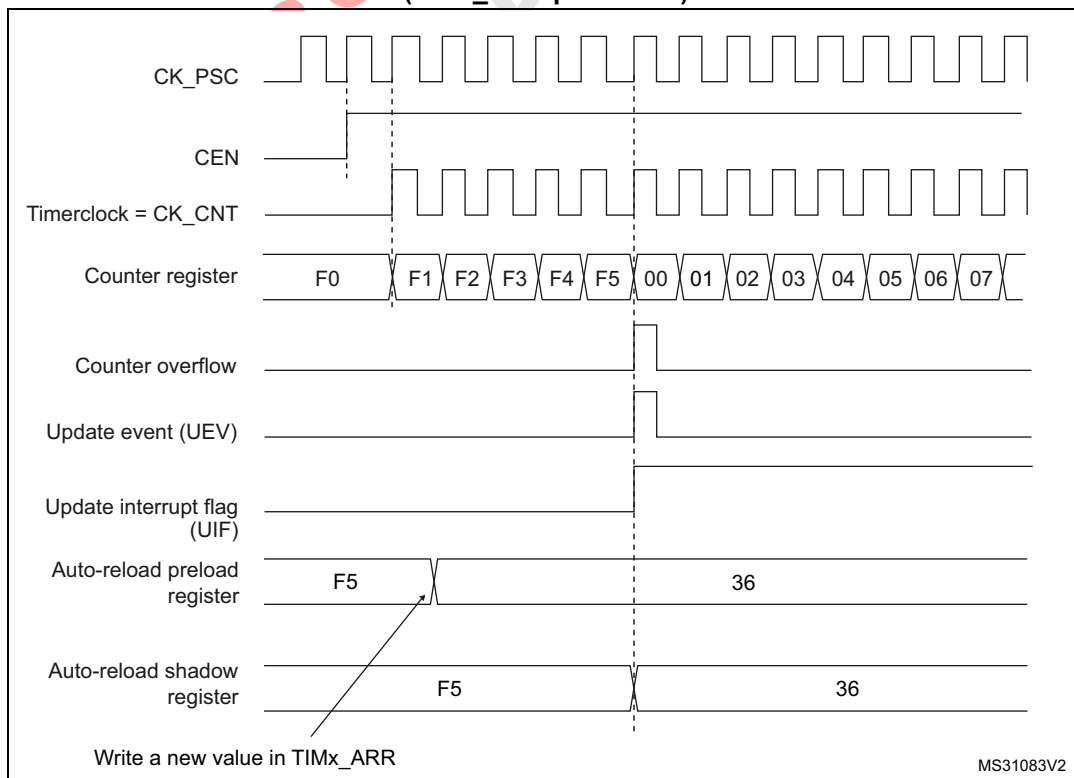 CK_PSC
CEN
Timerclock = CK_CNT
Counter register
F0 F1 F2 F3 F4 F5 00 01 02 03 04 05 06 07
Counter overflow
Update event (UEV)
Update interrupt flag
(UIF)
Auto-reload preload
register
F5 36
Auto-reload shadow
register
F5 36
Write a new value in TIMx_ARR
MS31083V2